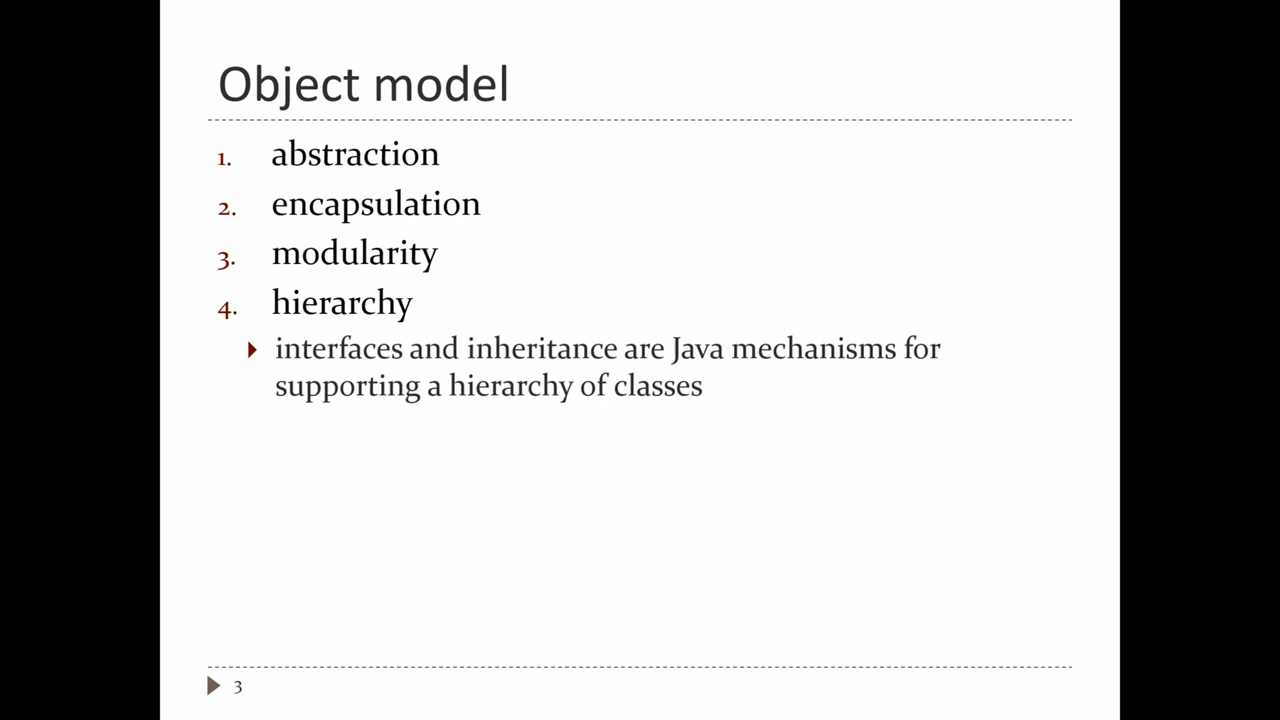 Object model
1. abstraction
2. encapsulation
3. modularity
4. hierarchy
interfaces and inheritance are Java mechanisms for
supporting a hierarchy of classes
3